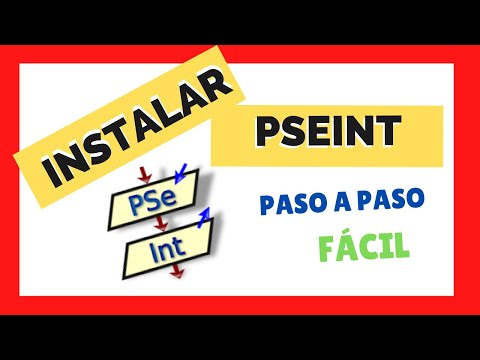 INSTALAR
PSEINT
PSe
Int
PASO A PASO
FÁCIL